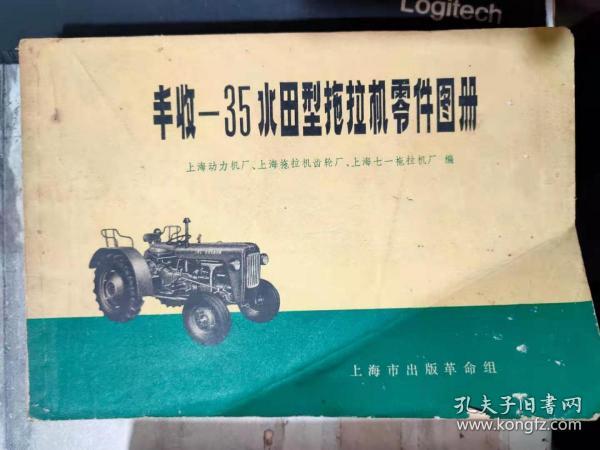 Logitech
丰收—35水田型拖拉机零件图册
上海动力机厂、上海拖拉机齿轮厂、上海七一拖拉机厂 编
上海市出版革命组
孔夫子旧书网
www.kongfz.com